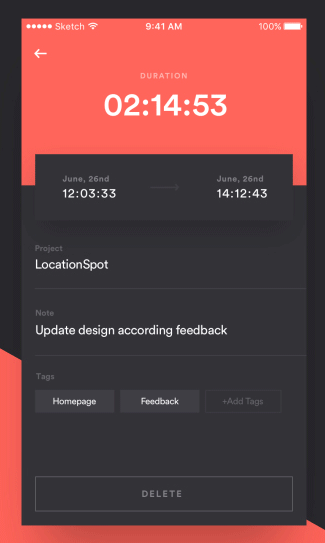 Sketch 9:41 AM 100%
DURATION
02:14:53
June, 26nd June, 26nd
12:03:33 14:12:43
Project
LocationSpot
Note
Update design according feedback
Tags
Homepage Feedback +Add Tags
DELETE